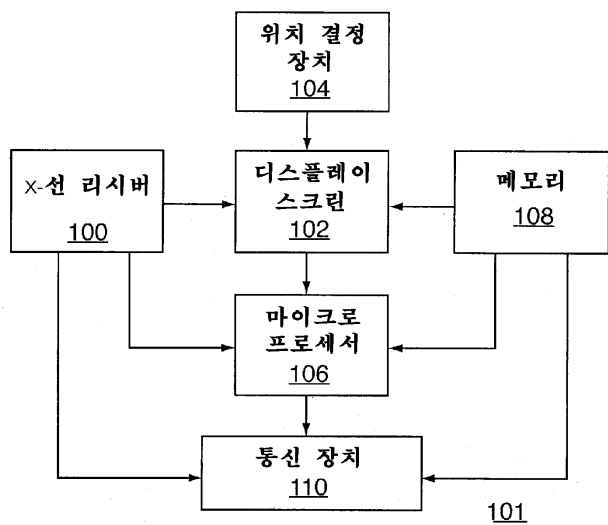 위치 결정
장치
104
X-선 리시버
100
디스플레이
스크린
102
메모리
108
마이크로
프로세서
106
통신 장치
110
101